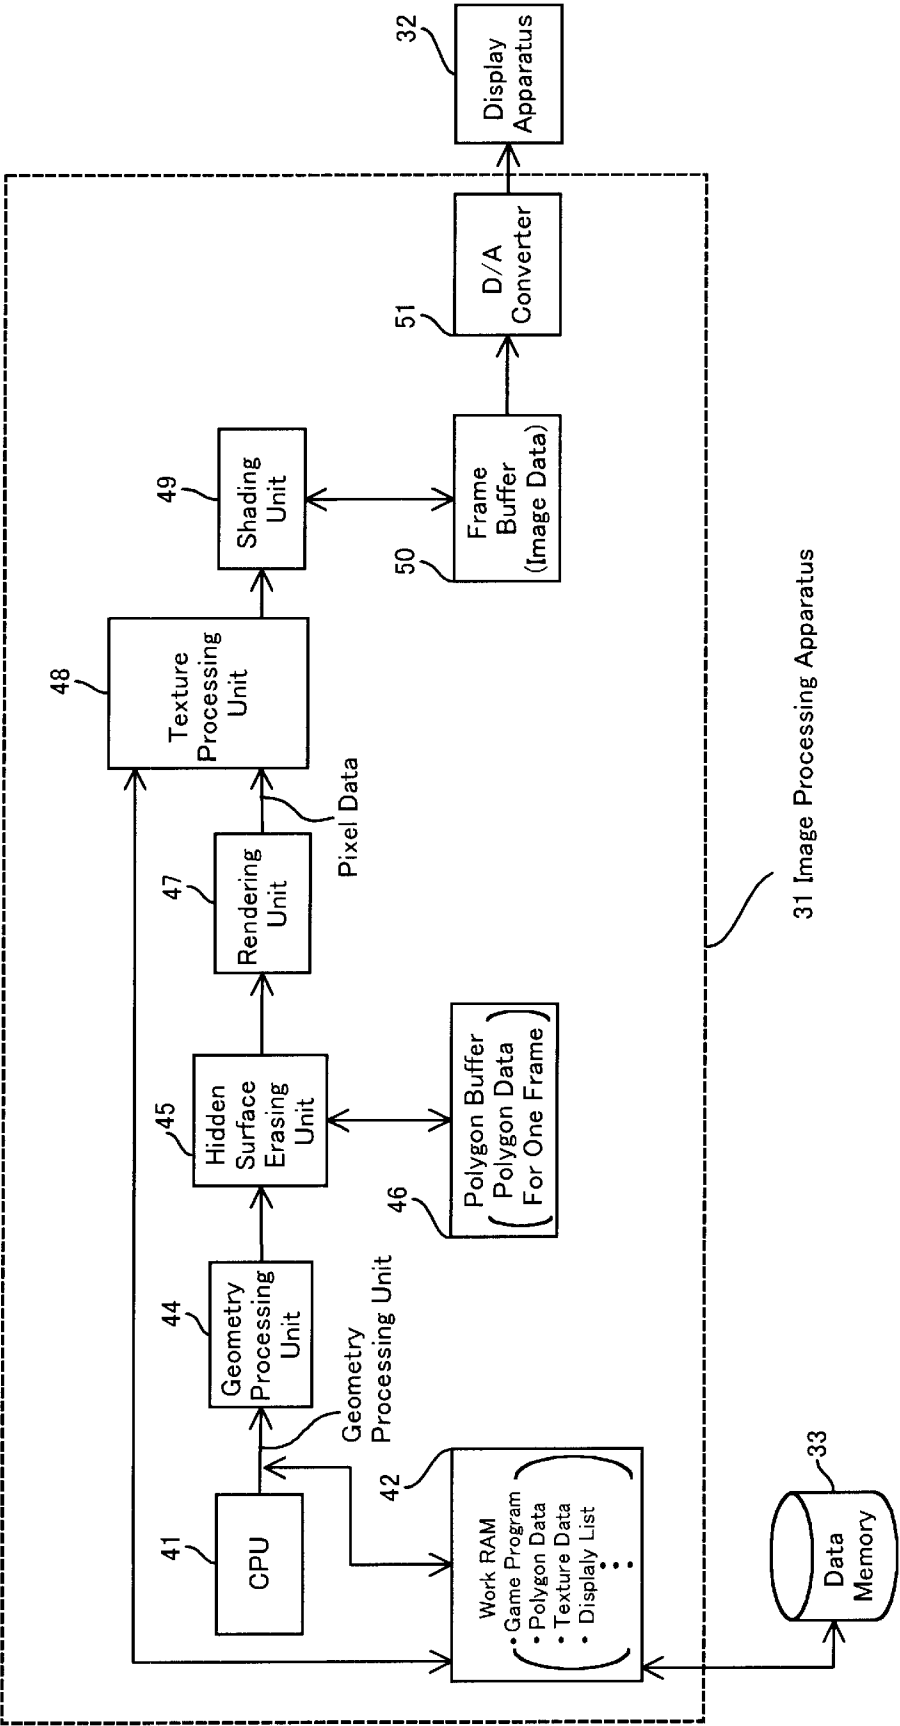 41
CPU
Geometry
Processing Unit
44
Geometry
Processing
Unit
45
Hidden
Surface
Erasing
Unit
47
Rendering
Unit
Pixel Data
48
Texture
Processing
Unit
49
Shading
Unit
42
Work RAM
• Game Program
• Polygon Data
• Texture Data
• Displaly List
46
Polygon Buffer
(Polygon Data
For One Frame)
50
Frame
Buffer
(Image Data)
51
D/A
Converter
32
Display
Apparatus
33
Data
Memory
31 Image Processing Apparatus